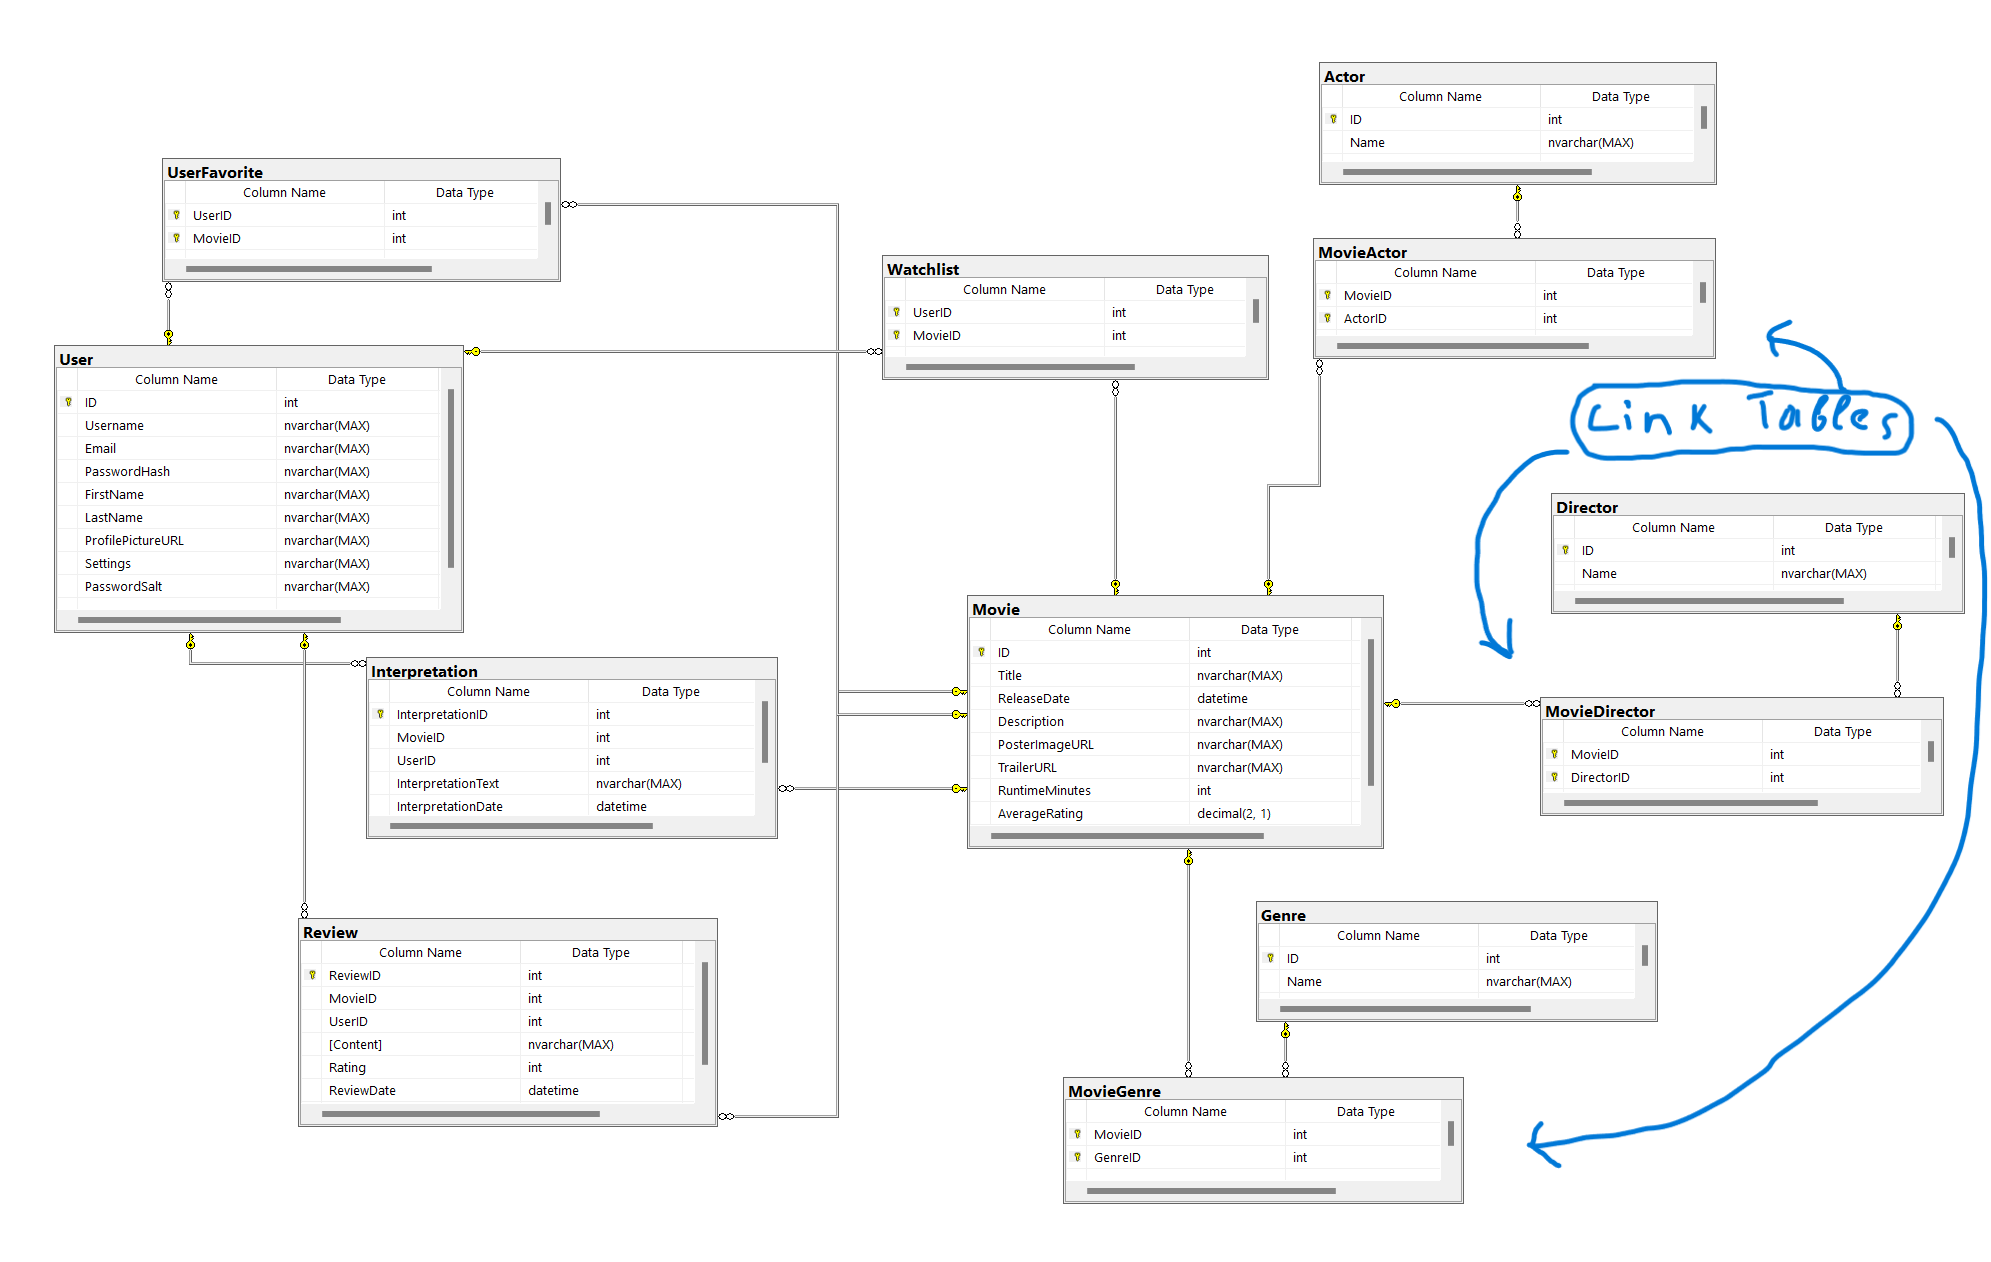 Actor
Column Name Data Type
ID int
Name nvarchar(MAX)
UserFavorite
Column Name Data Type
UserID int
MovieID int
MovieActor
Column Name Data Type
MovieID int
ActorID int
Watchlist
Column Name Data Type
UserID int
MovieID int
User
Column Name Data Type
ID int
Username nvarchar(MAX)
Email nvarchar(MAX)
PasswordHash nvarchar(MAX)
FirstName nvarchar(MAX)
LastName nvarchar(MAX)
ProfilePictureURL nvarchar(MAX)
Settings nvarchar(MAX)
PasswordSalt nvarchar(MAX)
Link Tables
Director
Column Name Data Type
ID int
Name nvarchar(MAX)
Movie
Column Name Data Type
ID int
Title nvarchar(MAX)
ReleaseDate datetime
Description nvarchar(MAX)
PosterImageURL nvarchar(MAX)
TrailerURL nvarchar(MAX)
RuntimeMinutes int
AverageRating decimal(2, 1)
Interpretation
Column Name Data Type
InterpretationID int
MovieID int
UserID int
InterpretationText nvarchar(MAX)
InterpretationDate datetime
MovieDirector
Column Name Data Type
MovieID int
DirectorID int
Genre
Column Name Data Type
ID int
Name nvarchar(MAX)
Review
Column Name Data Type
ReviewID int
MovieID int
UserID int
[Content] nvarchar(MAX)
Rating int
ReviewDate datetime
MovieGenre
Column Name Data Type
MovieID int
GenreID int